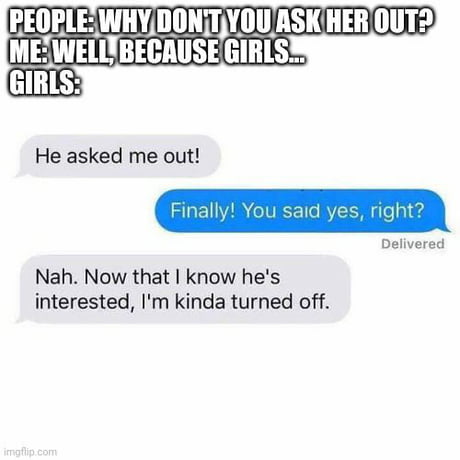 PEOPLE: WHY DON'T YOU ASK HER OUT?
ME: WELL, BECAUSE GIRLS...
GIRLS:
He asked me out!
Finally! You said yes, right?
Delivered
Nah. Now that I know he's
interested, I'm kinda turned off.
imgflip.com